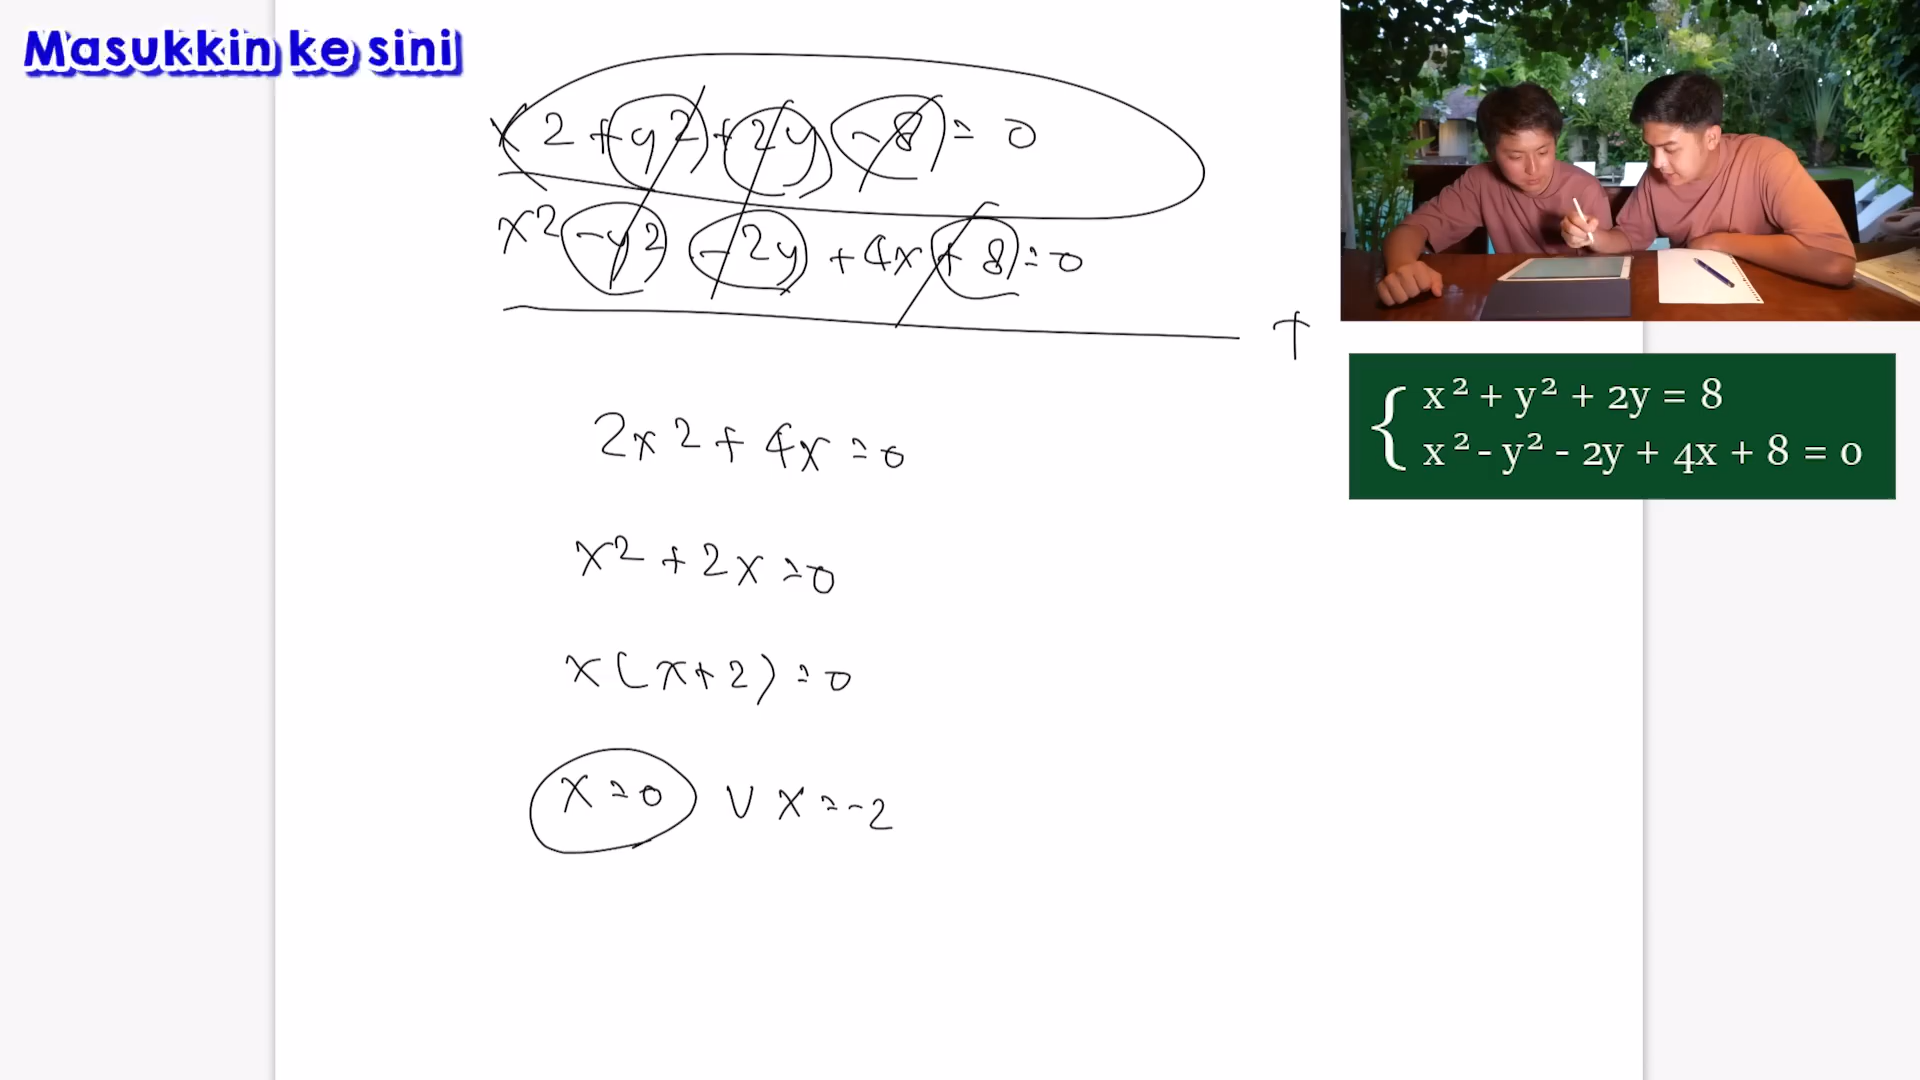 Masukkin ke sini
x2 + y2 + 2y - 8 = 0
x² - y² - 2y + 4x + 8 = 0
+
2x2 + 4x = 0
x² + 2x = 0
x(x+2) = 0
x = 0 V x = -2
x² + y² + 2y = 8
x² - y² - 2y + 4x + 8 = 0